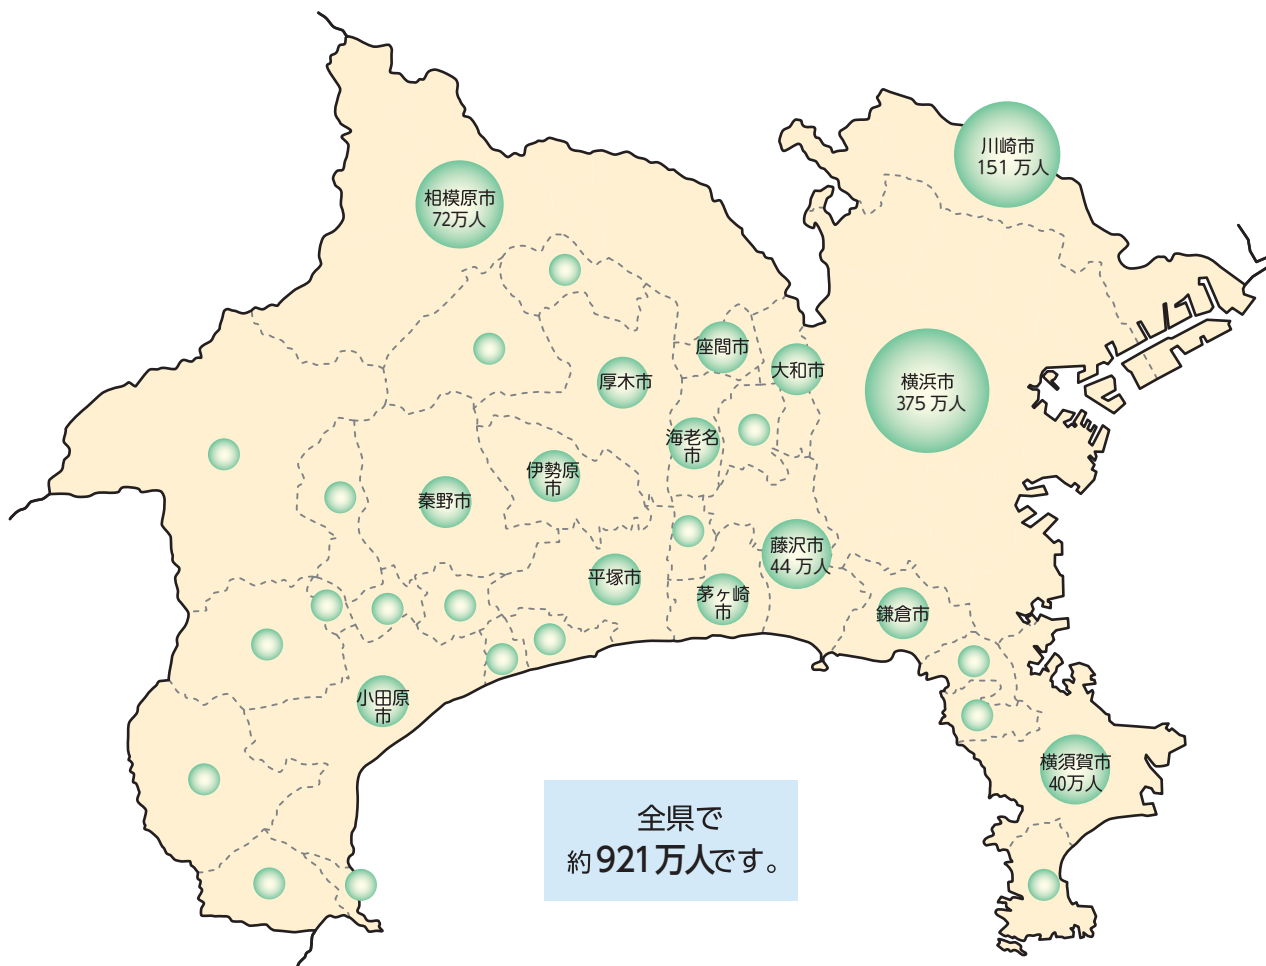 川崎市
151 万人
相模原市
72万人
座間市
大和市
厚木市
横浜市
375 万人
海老名
市
伊勢原
市
秦野市
藤沢市
44 万人
平塚市
茅ヶ崎
市
鎌倉市
小田原
市
横須賀市
40万人
全県で
約 921 万人です。